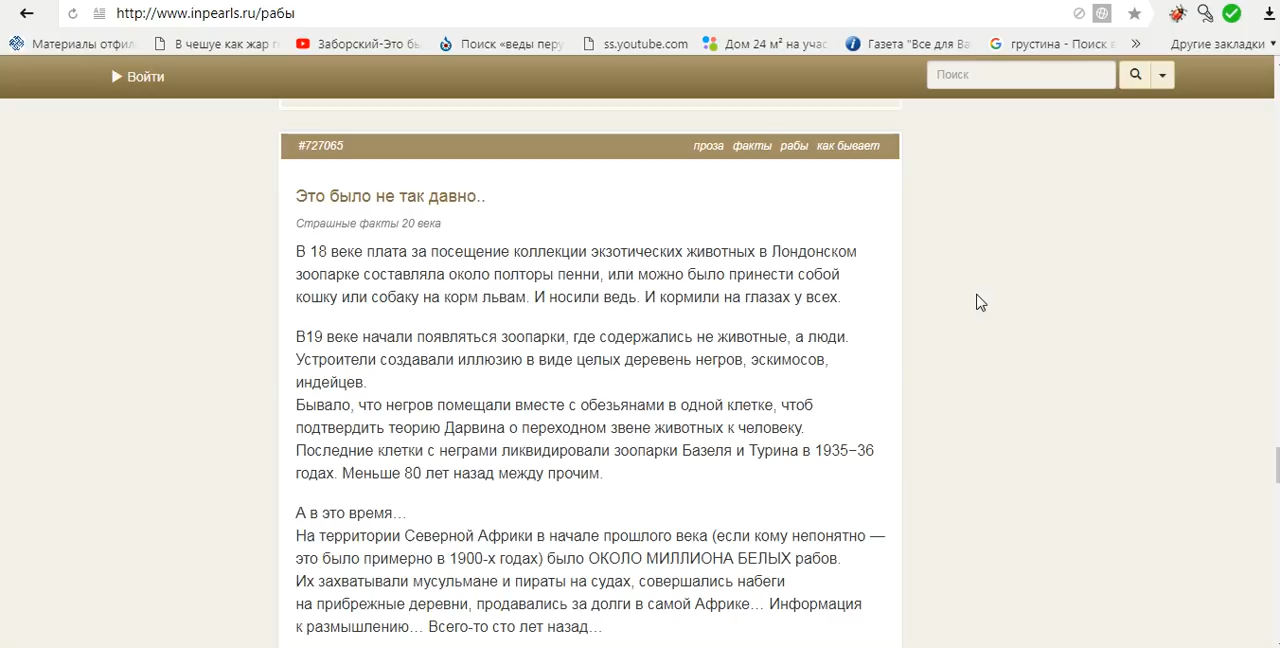 http://www.inpearls.ru/рабы
Материалы отфил
В чешуе как жар г
Заборский-Это бы
Поиск «веды перу
ss.youtube.com
Дом 24 м² на учас
Газета "Все для Ва
грустина - Поиск в
»
Другие закладки
Войти
Поиск
#727065
проза факты рабы как бывает
Это было не так давно..
Страшные факты 20 века
В 18 веке плата за посещение коллекции экзотических животных в Лондонском
зоопарке составляла около полторы пенни, или можно было принести собой
кошку или собаку на корм львам. И носили ведь. И кормили на глазах у всех.
В19 веке начали появляться зоопарки, где содержались не животные, а люди.
Устроители создавали иллюзию в виде целых деревень негров, эскимосов,
индейцев.
Бывало, что негров помещали вместе с обезьянами в одной клетке, чтоб
подтвердить теорию Дарвина о переходном звене животных к человеку.
Последние клетки с неграми ликвидировали зоопарки Базеля и Турина в 1935−36
годах. Меньше 80 лет назад между прочим.
А в это время…
На территории Северной Африки в начале прошлого века (если кому непонятно —
это было примерно в 1900-х годах) было ОКОЛО МИЛЛИОНА БЕЛЫХ рабов.
Их захватывали мусульмане и пираты на судах, совершались набеги
на прибрежные деревни, продавались за долги в самой Африке… Информация
к размышлению… Всего-то сто лет назад…